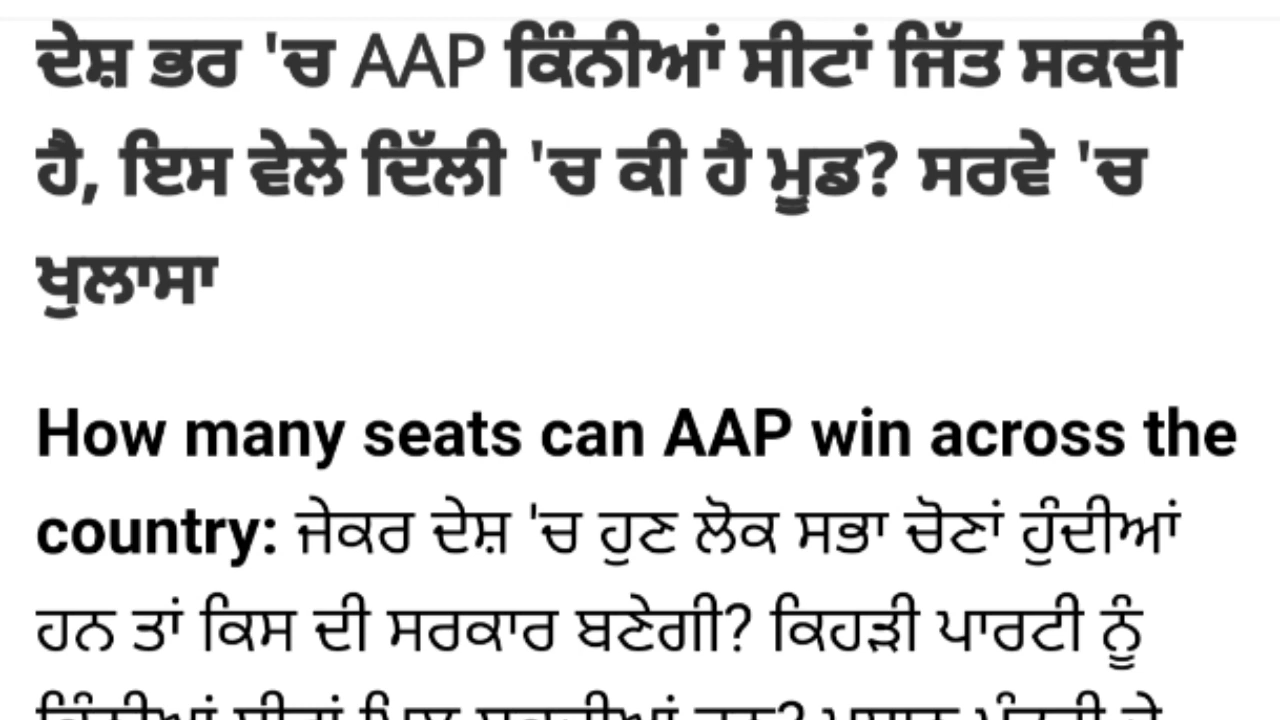 ਦੇਸ਼ ਭਰ 'ਚ AAP ਕਿੰਨੀਆਂ ਸੀਟਾਂ ਜਿੱਤ ਸਕਦੀ
ਹੈ, ਇਸ ਵੇਲੇ ਦਿੱਲੀ 'ਚ ਕੀ ਹੈ ਮੂਡ? ਸਰਵੇ 'ਚ
ਖੁਲਾਸਾ
How many seats can AAP win across the
country: ਜੇਕਰ ਦੇਸ਼ 'ਚ ਹੁਣ ਲੋਕ ਸਭਾ ਚੋਣਾਂ ਹੁੰਦੀਆਂ
ਹਨ ਤਾਂ ਕਿਸ ਦੀ ਸਰਕਾਰ ਬਣੇਗੀ? ਕਿਹੜੀ ਪਾਰਟੀ ਨੂੰ